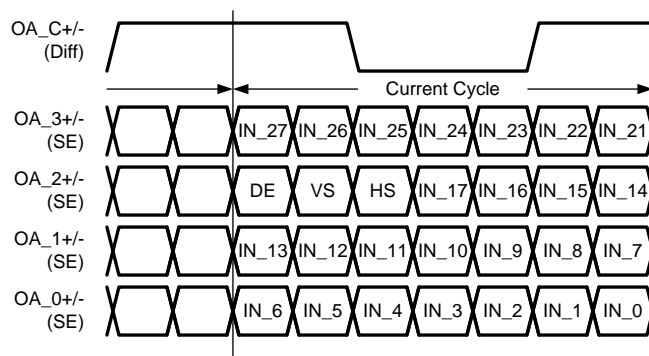 OA_C+/-
(Diff)
Current Cycle
OA_3+/-
(SE)
IN_27 IN_26 IN_25 IN_24 IN_23 IN_22 IN_21
OA_2+/-
(SE)
DE VS HS IN_17 IN_16 IN_15 IN_14
OA_1+/-
(SE)
IN_13 IN_12 IN_11 IN_10 IN_9 IN_8 IN_7
OA_0+/-
(SE)
IN_6 IN_5 IN_4 IN_3 IN_2 IN_1 IN_0